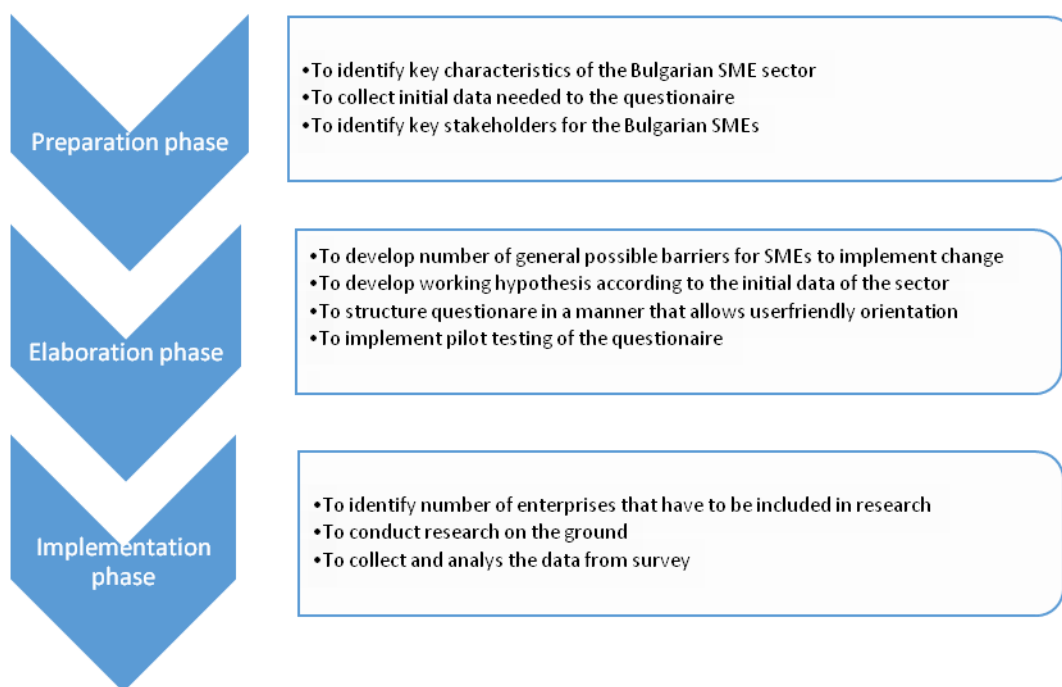 Preparation phase
•To identify key characteristics of the Bulgarian SME sector
•To collect initial data needed to the questionaire
•To identify key stakeholders for the Bulgarian SMEs
Elaboration phase
•To develop number of general possible barriers for SMEs to implement change
•To develop working hypothesis according to the initial data of the sector
•To structure questionare in a manner that allows userfriendly orientation
•To implement pilot testing of the questionaire
Implementation
phase
•To identify number of enterprises that have to be included in research
•To conduct research on the ground
•To collect and analys the data from survey